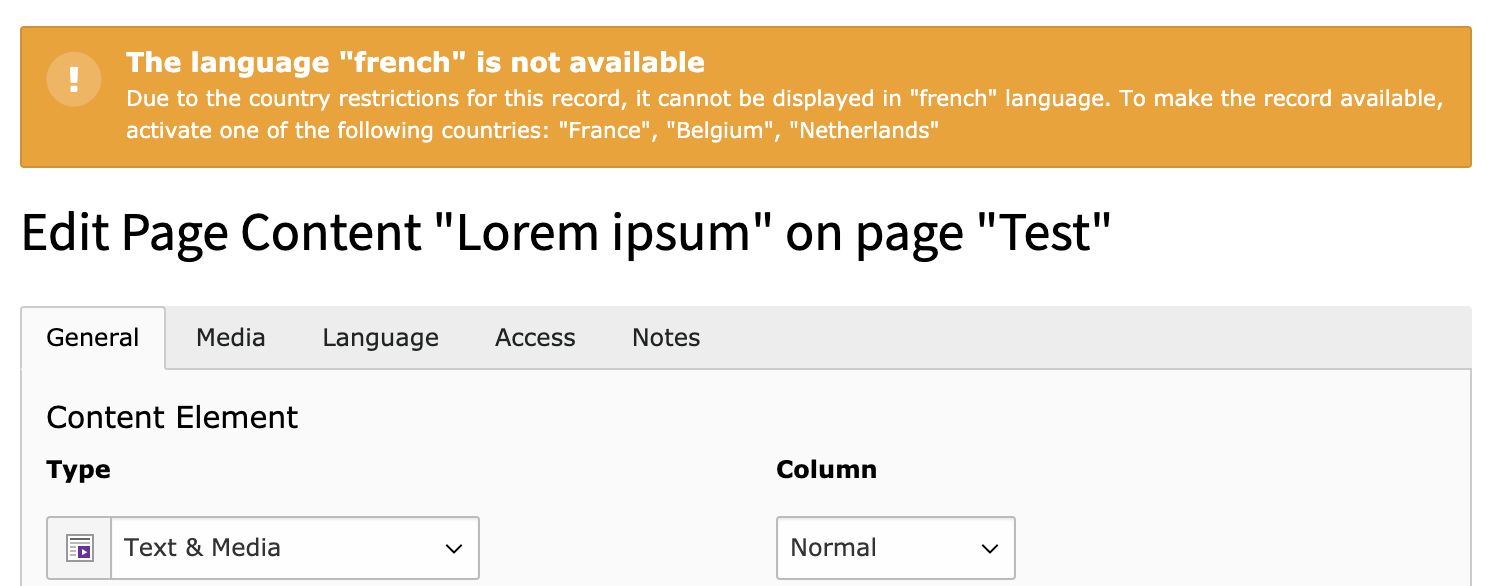 The language "french" is not available
Due to the country restrictions for this record, it cannot be displayed in "french" language. To make the record available,
activate one of the following countries: "France", "Belgium", "Netherlands"
Edit Page Content "Lorem ipsum" on page "Test"
General Media Language Access Notes
Content Element
Type Column
Text & Media Normal